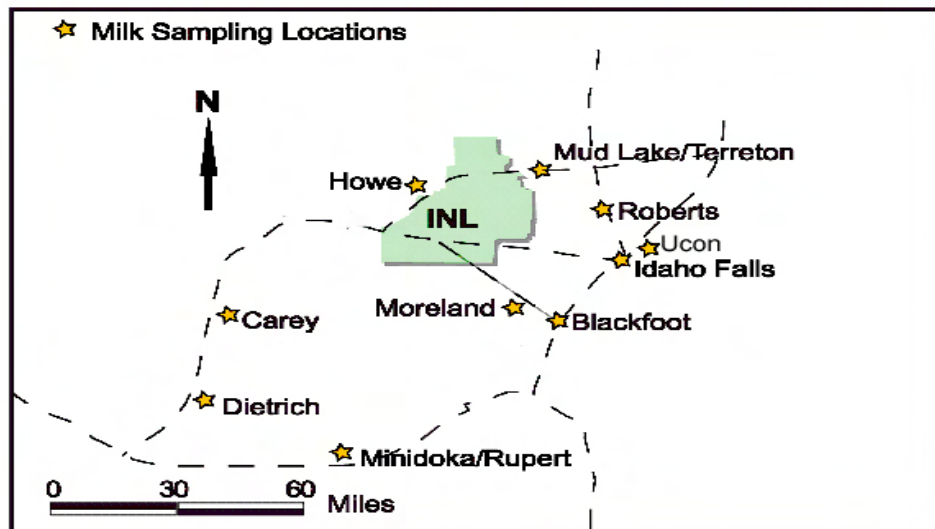 Milk Sampling Locations
N
Mud Lake/Terreton
Howe
INL
Roberts
Ucon
Idaho Falls
Moreland
Carey
Blackfoot
Dietrich
Minidoka/Rupert
0 30 60
Miles